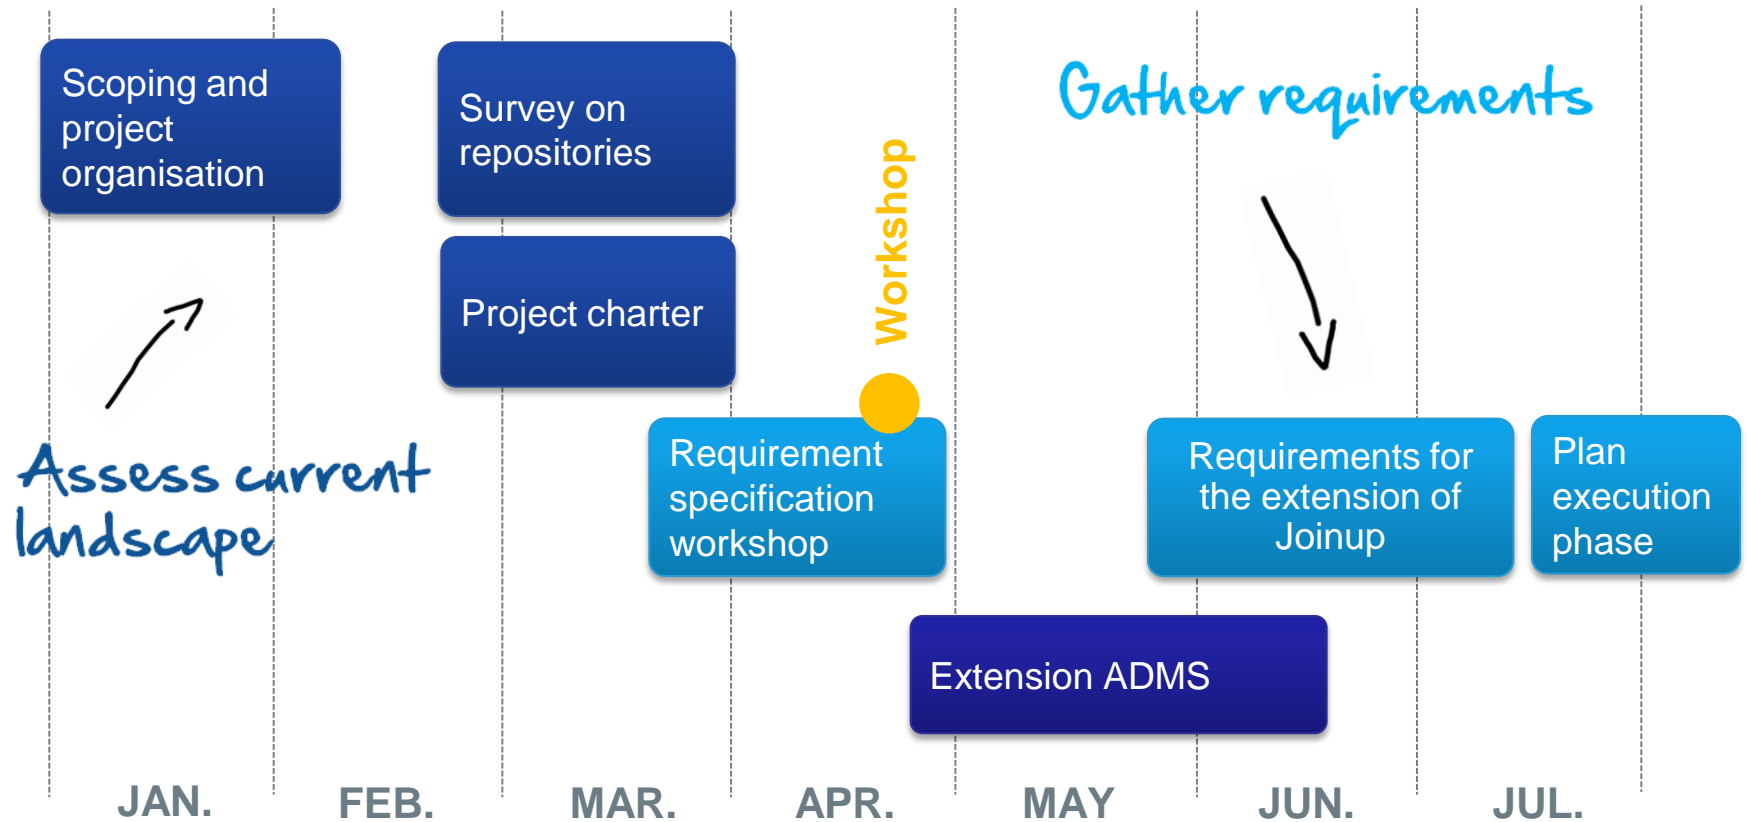 Scoping and
project
organisation
Survey on
repositories
Gather requirements
Workshop
Project charter
Assess current
landscape
Requirement
specification
workshop
Requirements for
the extension of
Joinup
Plan
execution
phase
Extension ADMS
JAN. FEB. MAR. APR. MAY JUN. JUL.